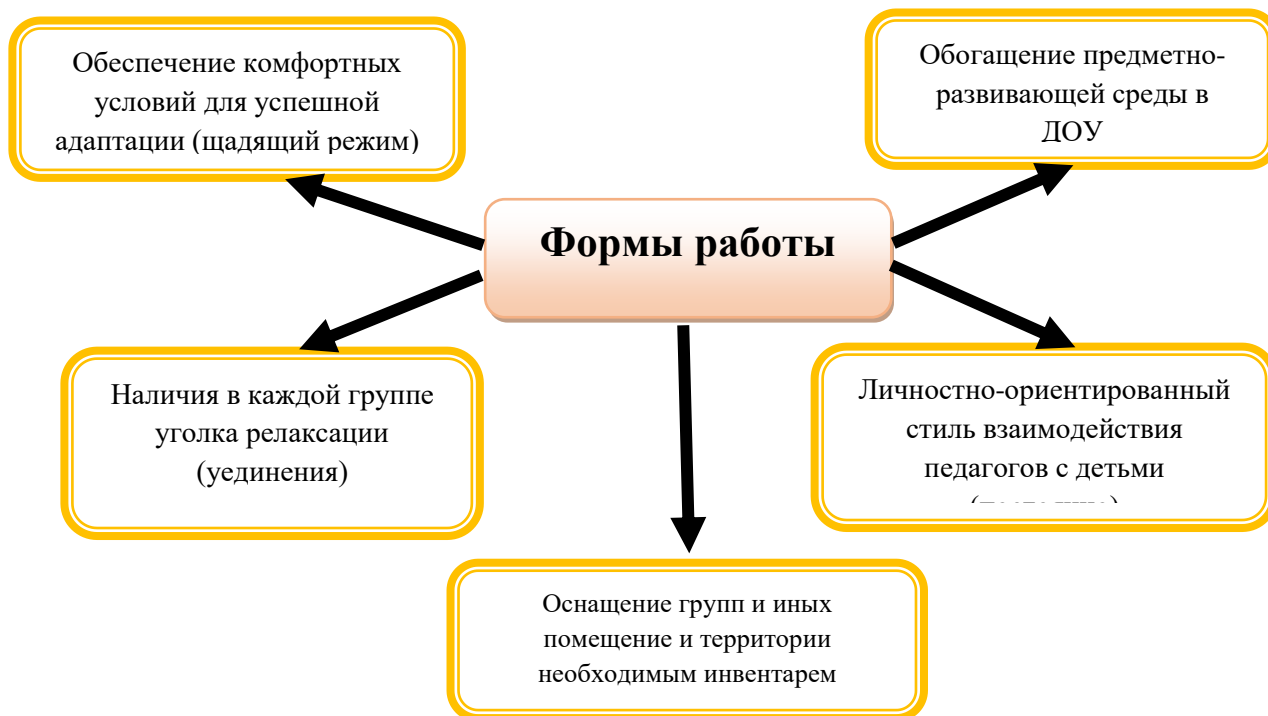 Обеспечение комфортных
условий для успешной
адаптации (щадящий режим)
Обогащение предметно-
развивающей среды в
ДОУ
Формы работы
Наличия в каждой группе
уголка релаксации
(уединения)
Личностно-ориентированный
стиль взаимодействия
педагогов с детьми
Оснащение групп и иных
помещение и территории
необходимым инвентарем